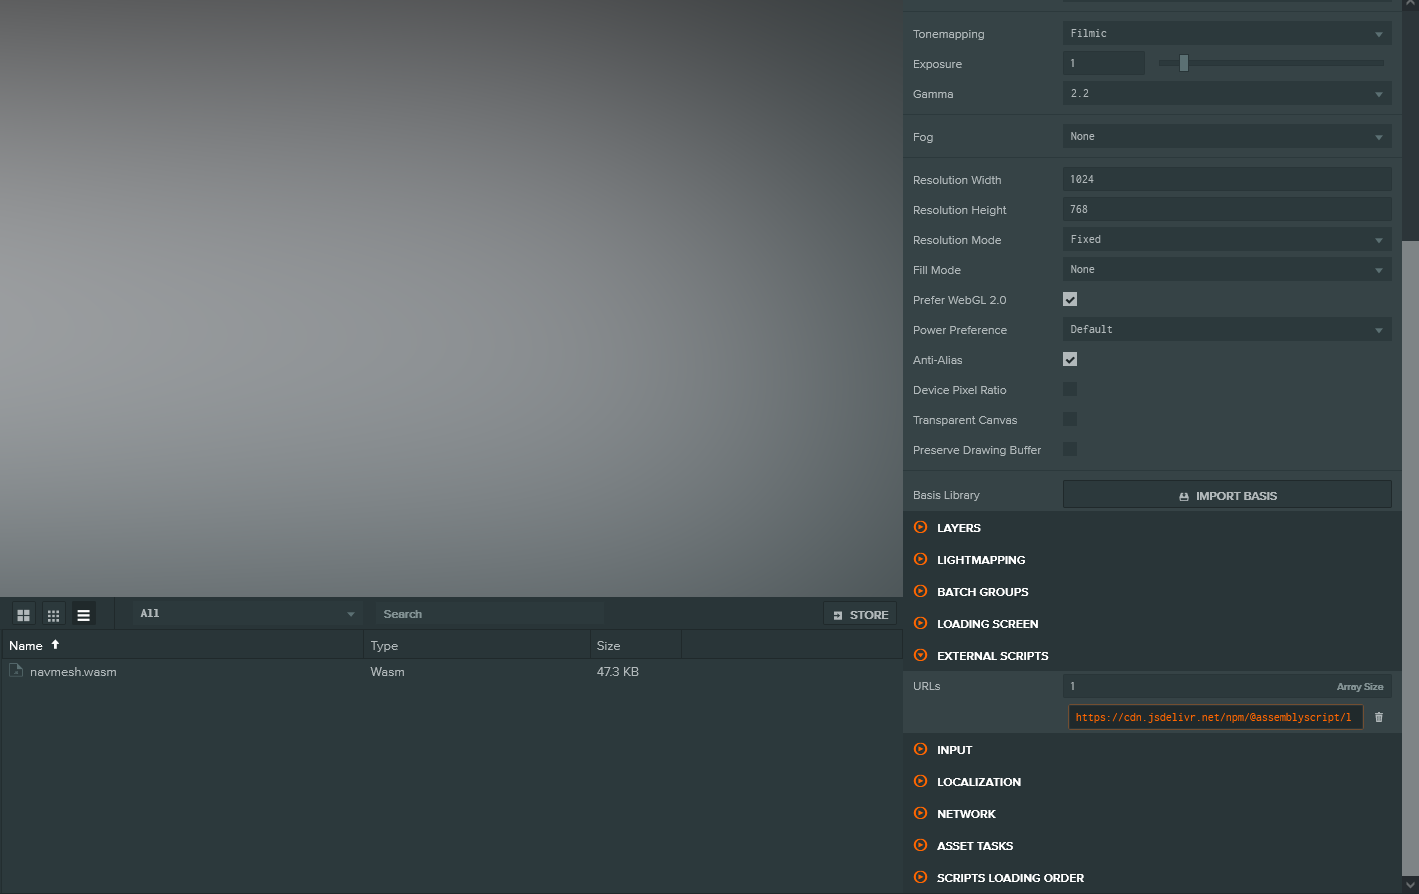 Tonemapping Filmic
Exposure 1
Gamma 2.2
Fog None
Resolution Width 1024
Resolution Height 768
Resolution Mode Fixed
Fill Mode None
Prefer WebGL 2.0
Power Preference Default
Anti-Alias
Device Pixel Ratio
Transparent Canvas
Preserve Drawing Buffer
Basis Library IMPORT BASIS
LAYERS
LIGHTMAPPING
BATCH GROUPS
LOADING SCREEN
EXTERNAL SCRIPTS
URLs 1 Array Size
https://cdn.jsdelivr.net/npm/@assemblyscript/l
INPUT
LOCALIZATION
NETWORK
ASSET TASKS
SCRIPTS LOADING ORDER
All Search STORE
Name Type Size
navmesh.wasm Wasm 47.3 KB